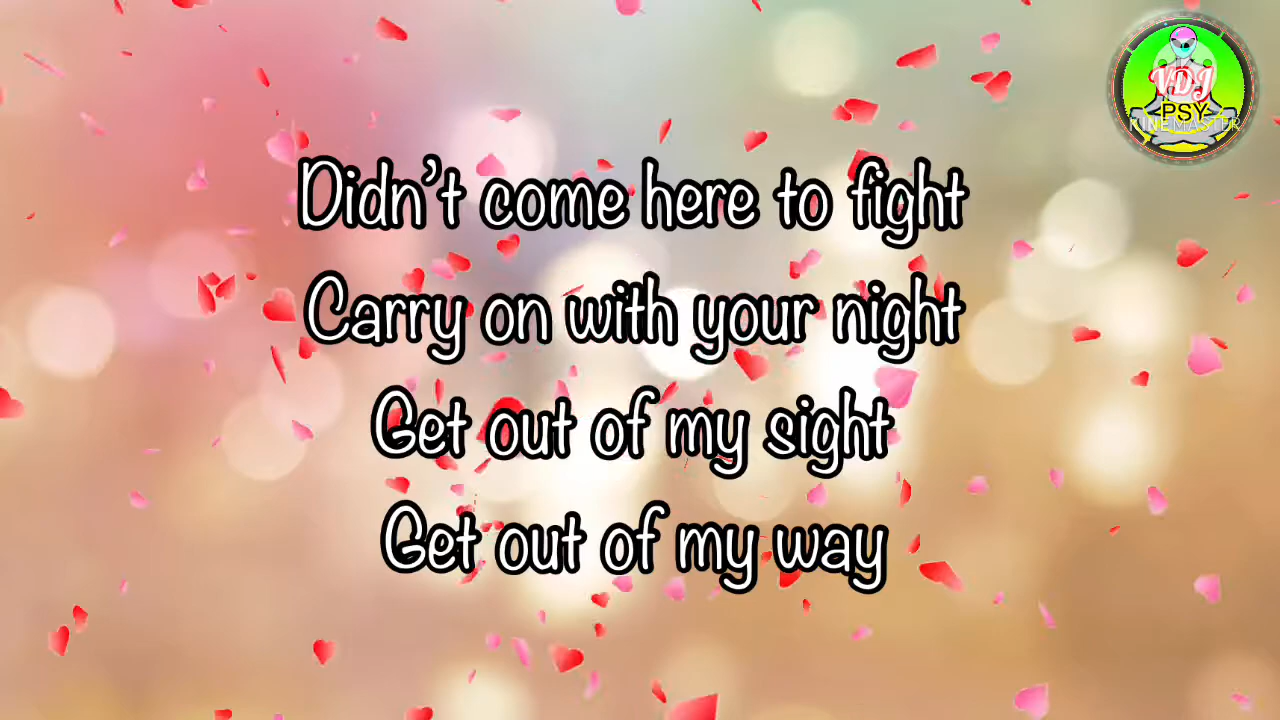 VDJ
PSY
KINEMASTER
Didn’t come here to fight
Carry on with your night
Get out of my sight
Get out of my way